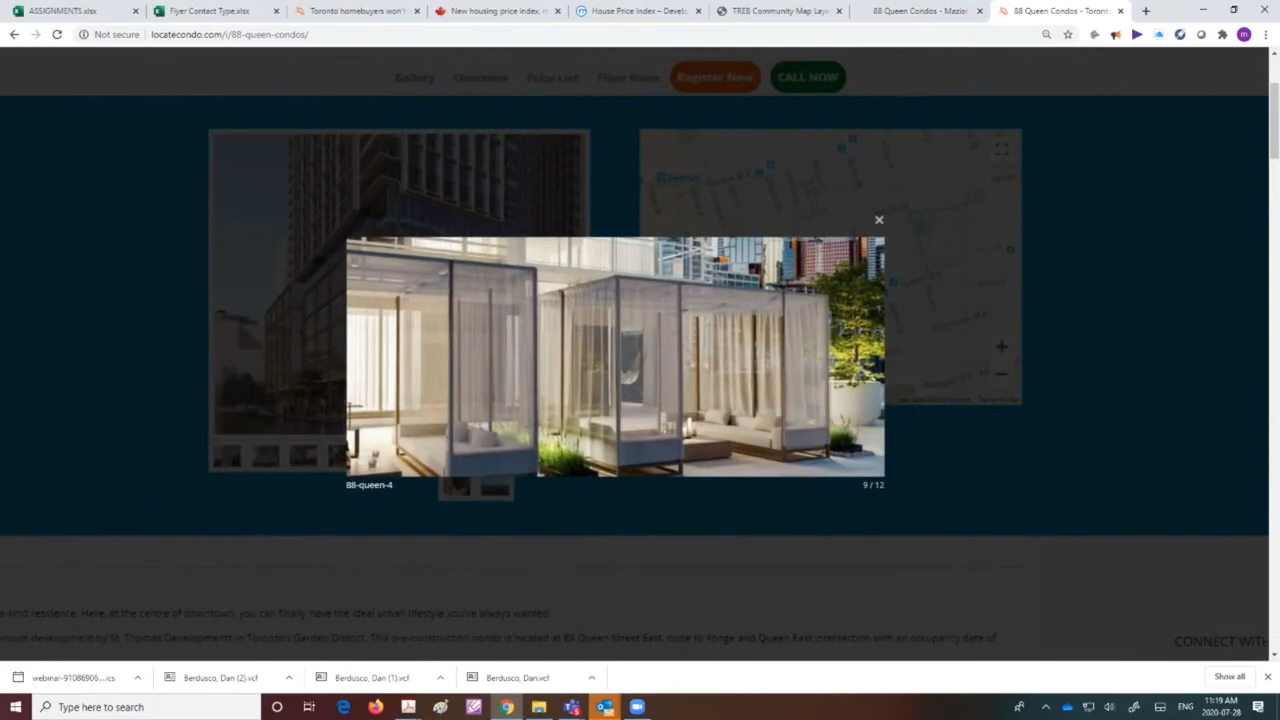 ASSIGNMENTS.xlsx
Flyer Contact Type.xlsx
Toronto homebuyers won't
New housing price index, m
House Price Index – Develo
TREB Community Map Laye
88 Queen Condos - Maziar
88 Queen Condos - Toront
Not secure
locatecondo.com/i/88-queen-condos/
m
Gallery
Overview
Price List
Floor Plans
Register Now
CALL NOW
88-queen-4
9 / 12
e-kind residence. Here, at the centre of downtown, you can finally have the ideal urban lifestyle you've always wanted.
development by St. Thomas Developments in Toronto's Garden District. This pre-construction condo is located at 88 Queen Street East, close to Yonge and Queen East intersection with an occupancy date of
CONNECT WITH
webinar-91086906....ics
Berdusco, Dan (2).vcf
Berdusco, Dan (1).vcf
Berdusco, Dan.vcf
Show all
Type here to search
ENG
11:19 AM
2020-07-28